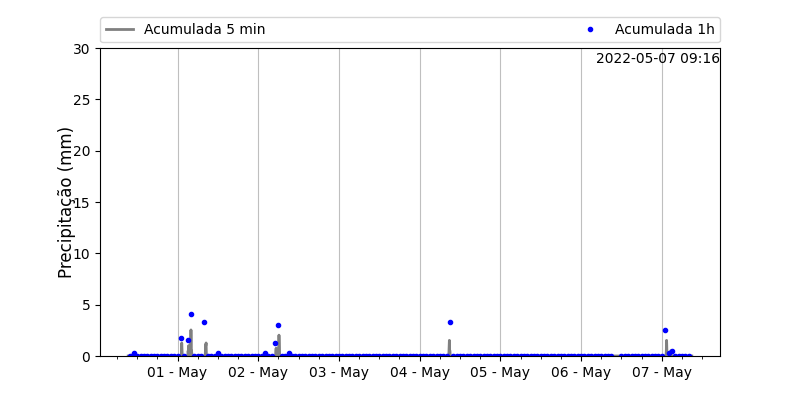 Acumulada 5 min
Acumulada 1h
2022-05-07 09:16
Precipitação (mm)
30
25
20
15
10
5
0
01 - May
02 - May
03 - May
04 - May
05 - May
06 - May
07 - May